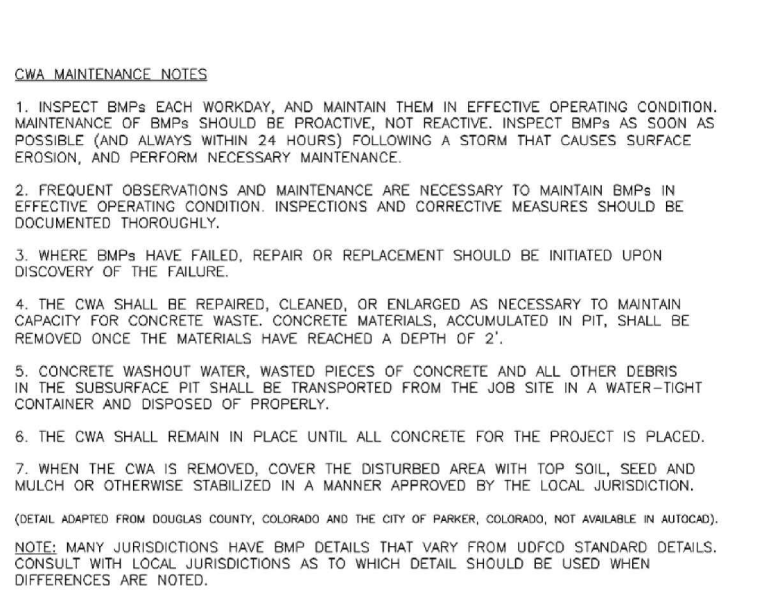 CWA MAINTENANCE NOTES
1. INSPECT BMPs EACH WORKDAY, AND MAINTAIN THEM IN EFFECTIVE OPERATING CONDITION.
MAINTENANCE OF BMPs SHOULD BE PROACTIVE, NOT REACTIVE. INSPECT BMPs AS SOON AS
POSSIBLE (AND ALWAYS WITHIN 24 HOURS) FOLLOWING A STORM THAT CAUSES SURFACE
EROSION, AND PERFORM NECESSARY MAINTENANCE.
2. FREQUENT OBSERVATIONS AND MAINTENANCE ARE NECESSARY TO MAINTAIN BMPs IN
EFFECTIVE OPERATING CONDITION. INSPECTIONS AND CORRECTIVE MEASURES SHOULD BE
DOCUMENTED THOROUGHLY.
3. WHERE BMPs HAVE FAILED, REPAIR OR REPLACEMENT SHOULD BE INITIATED UPON
DISCOVERY OF THE FAILURE.
4. THE CWA SHALL BE REPAIRED, CLEANED, OR ENLARGED AS NECESSARY TO MAINTAIN
CAPACITY FOR CONCRETE WASTE. CONCRETE MATERIALS, ACCUMULATED IN PIT, SHALL BE
REMOVED ONCE THE MATERIALS HAVE REACHED A DEPTH OF 2'.
5. CONCRETE WASHOUT WATER, WASTED PIECES OF CONCRETE AND ALL OTHER DEBRIS
IN THE SUBSURFACE PIT SHALL BE TRANSPORTED FROM THE JOB SITE IN A WATER-TIGHT
CONTAINER AND DISPOSED OF PROPERLY.
6. THE CWA SHALL REMAIN IN PLACE UNTIL ALL CONCRETE FOR THE PROJECT IS PLACED.
7. WHEN THE CWA IS REMOVED, COVER THE DISTURBED AREA WITH TOP SOIL, SEED AND
MULCH OR OTHERWISE STABILIZED IN A MANNER APPROVED BY THE LOCAL JURISDICTION.
(DETAIL ADAPTED FROM DOUGLAS COUNTY, COLORADO AND THE CITY OF PARKER, COLORADO, NOT AVAILABLE IN AUTOCAD).
NOTE: MANY JURISDICTIONS HAVE BMP DETAILS THAT VARY FROM UDFCD STANDARD DETAILS.
CONSULT WITH LOCAL JURISDICTIONS AS TO WHICH DETAIL SHOULD BE USED WHEN
DIFFERENCES ARE NOTED.